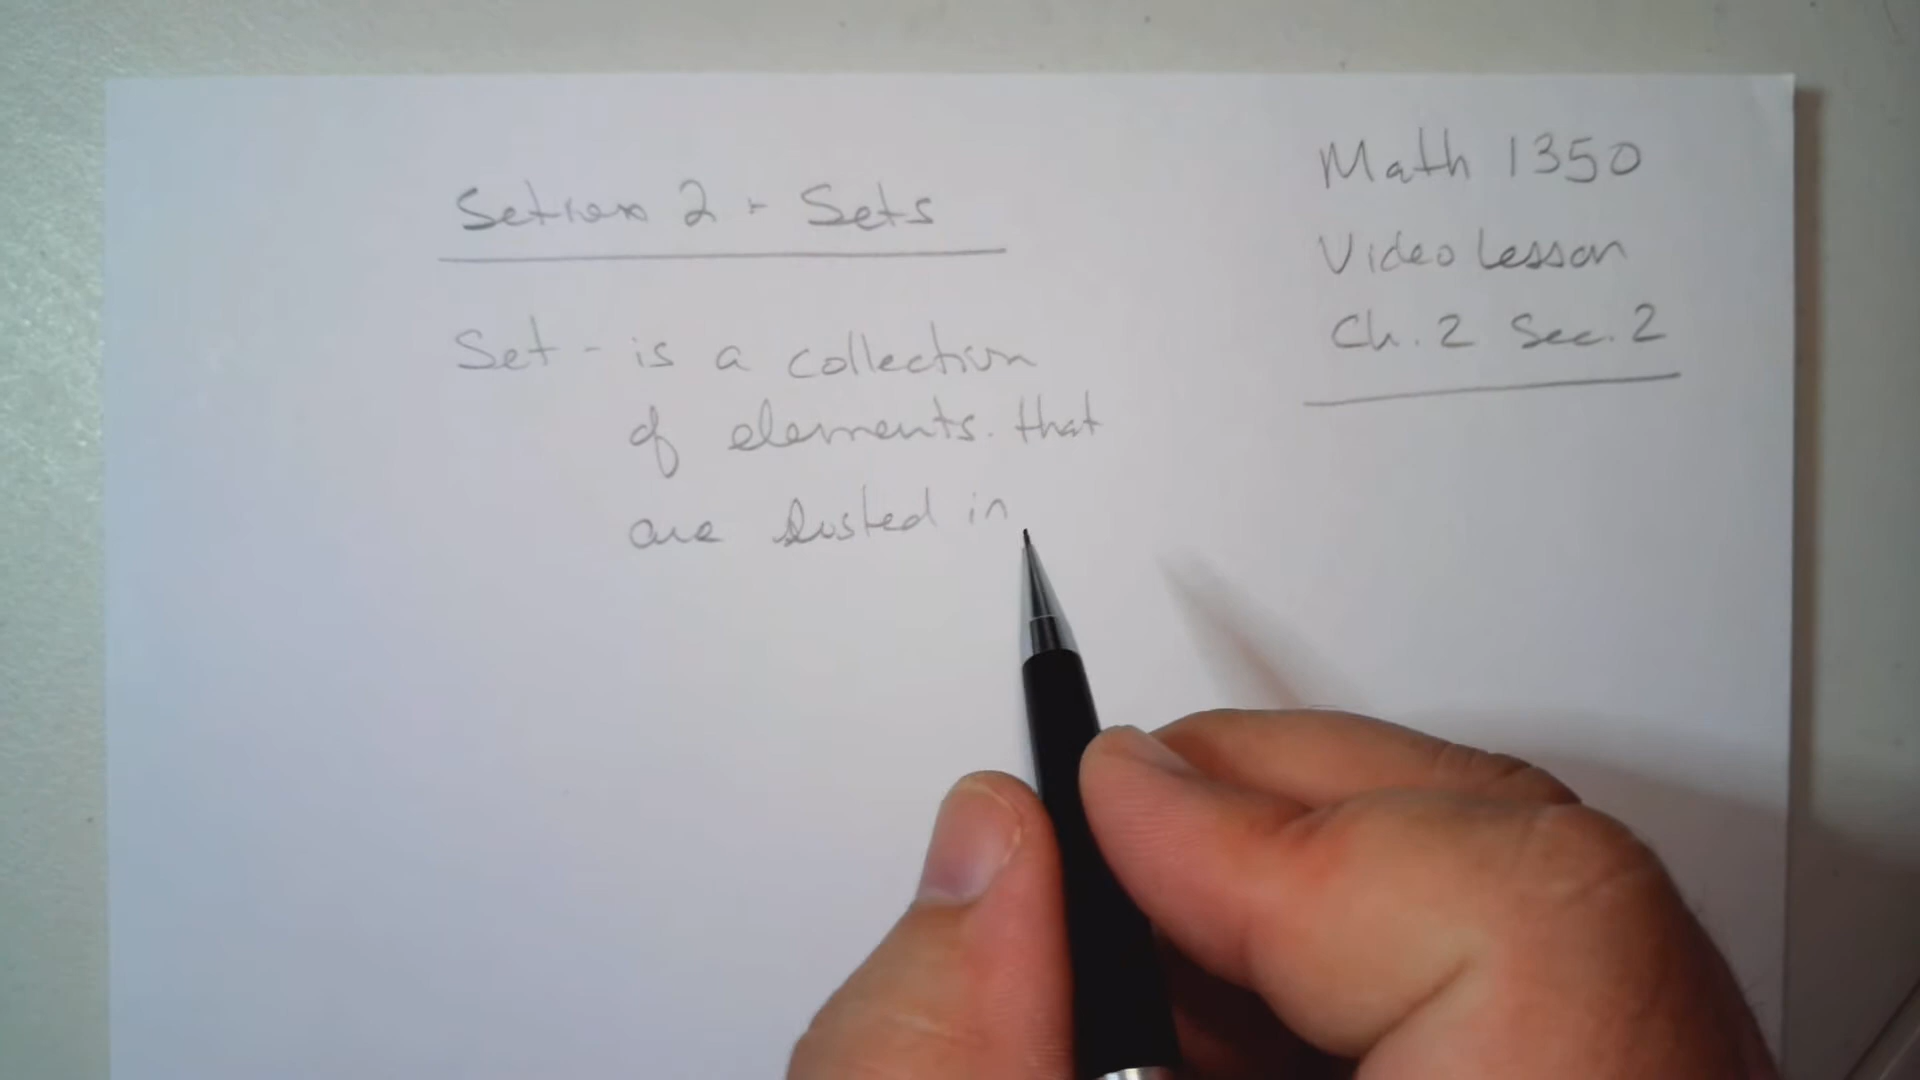 Setion 2 - Sets
Math 1350
Video Lesson
Ch. 2 Sec. 2
Set - is a collection
of elements. that
are listed in